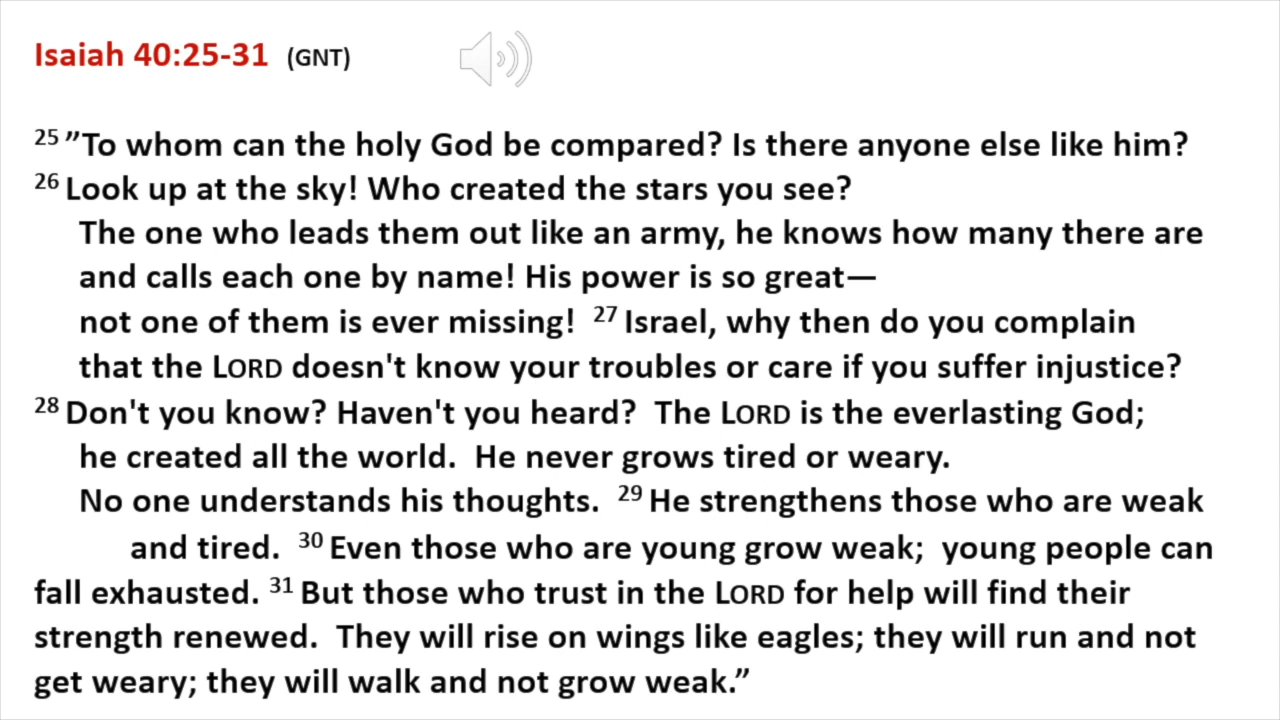 Isaiah 40:25-31 (GNT)
25 ”To whom can the holy God be compared? Is there anyone else like him?
26 Look up at the sky! Who created the stars you see?
The one who leads them out like an army, he knows how many there are
and calls each one by name! His power is so great—
not one of them is ever missing! 27 Israel, why then do you complain
that the LORD doesn't know your troubles or care if you suffer injustice?
28 Don't you know? Haven't you heard? The LORD is the everlasting God;
he created all the world. He never grows tired or weary.
No one understands his thoughts. 29 He strengthens those who are weak
and tired. 30 Even those who are young grow weak; young people can
fall exhausted. 31 But those who trust in the LORD for help will find their
strength renewed. They will rise on wings like eagles; they will run and not
get weary; they will walk and not grow weak.”